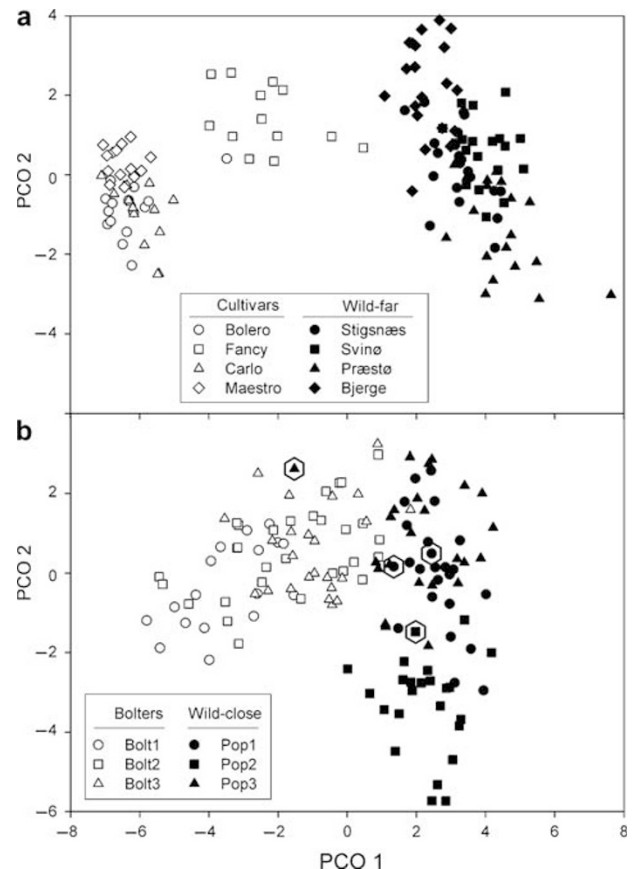 a
4
2
0
−2
−4
PCO 2
Cultivars Wild-far
Bolero Stigsnæs
Fancy Svinø
Carlo Præstø
Maestro Bjerge
b
2
0
−2
−4
−6
PCO 2
Bolters Wild-close
Bolt1 Pop1
Bolt2 Pop2
Bolt3 Pop3
−8 −6 −4 −2 0 2 4 6 8
PCO 1